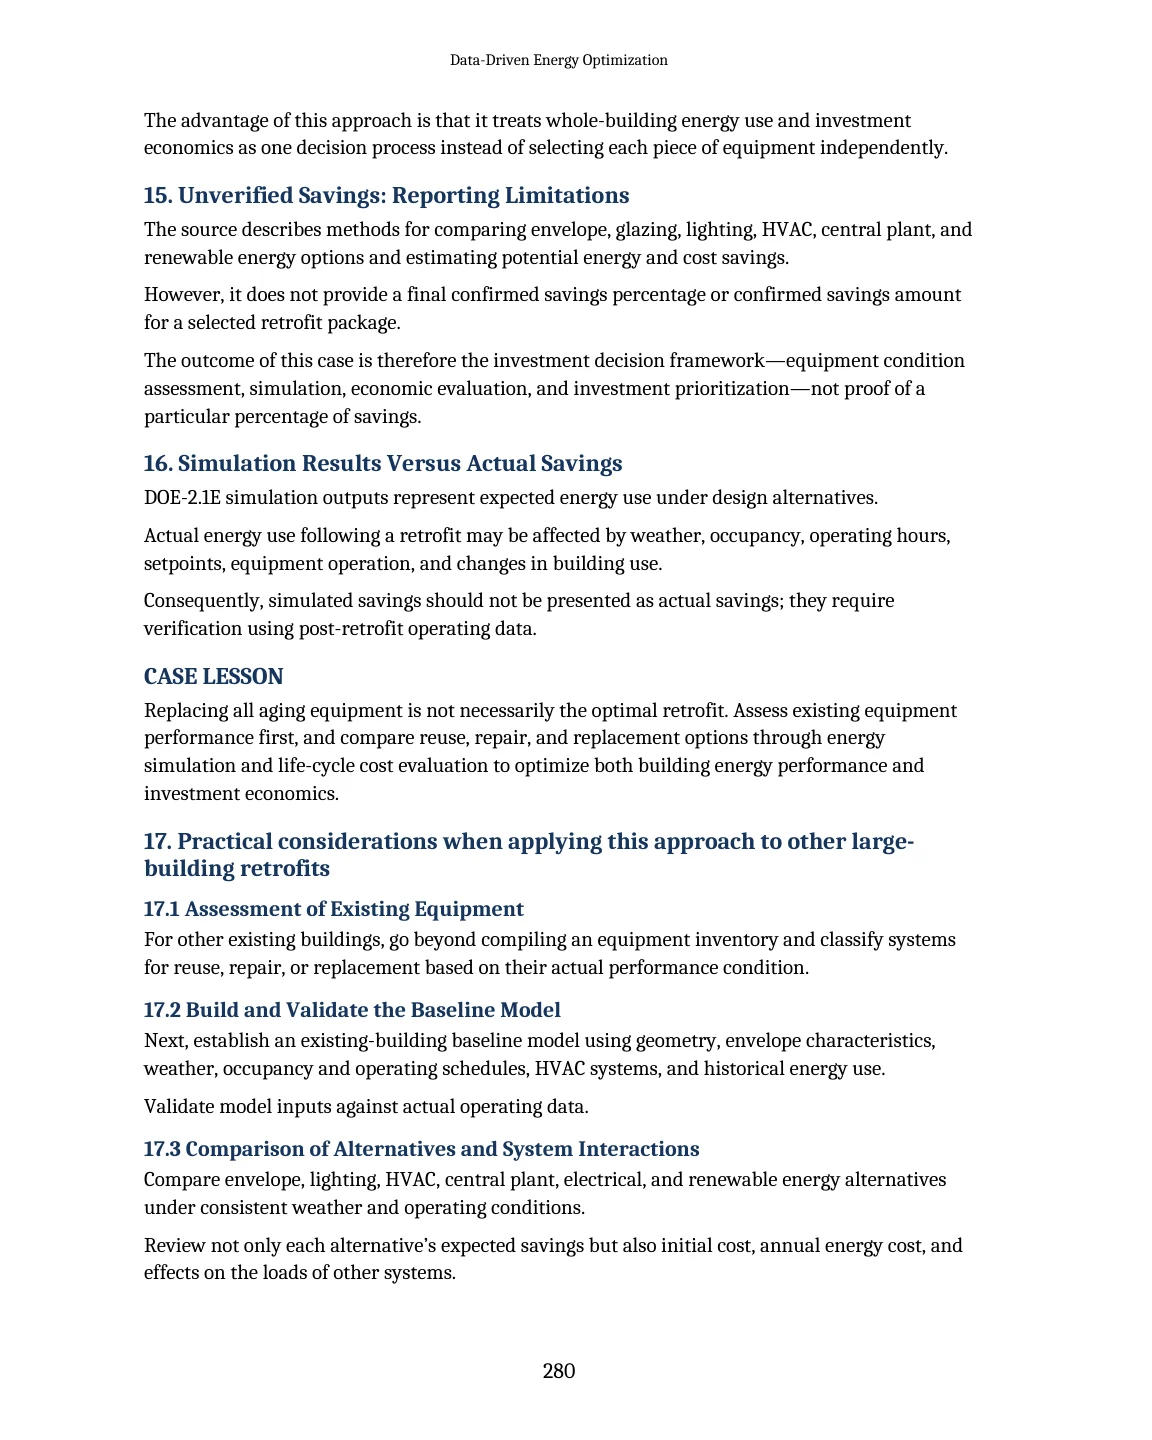 Data-Driven Energy Optimization
The advantage of this approach is that it treats whole-building energy use and investment
economics as one decision process instead of selecting each piece of equipment independently.
15. Unverified Savings: Reporting Limitations
The source describes methods for comparing envelope, glazing, lighting, HVAC, central plant, and
renewable energy options and estimating potential energy and cost savings.
However, it does not provide a final confirmed savings percentage or confirmed savings amount
for a selected retrofit package.
The outcome of this case is therefore the investment decision framework—equipment condition
assessment, simulation, economic evaluation, and investment prioritization—not proof of a
particular percentage of savings.
16. Simulation Results Versus Actual Savings
DOE-2.1E simulation outputs represent expected energy use under design alternatives.
Actual energy use following a retrofit may be affected by weather, occupancy, operating hours,
setpoints, equipment operation, and changes in building use.
Consequently, simulated savings should not be presented as actual savings; they require
verification using post-retrofit operating data.
CASE LESSON
Replacing all aging equipment is not necessarily the optimal retrofit. Assess existing equipment
performance first, and compare reuse, repair, and replacement options through energy
simulation and life-cycle cost evaluation to optimize both building energy performance and
investment economics.
17. Practical considerations when applying this approach to other large-
building retrofits
17.1 Assessment of Existing Equipment
For other existing buildings, go beyond compiling an equipment inventory and classify systems
for reuse, repair, or replacement based on their actual performance condition.
17.2 Build and Validate the Baseline Model
Next, establish an existing-building baseline model using geometry, envelope characteristics,
weather, occupancy and operating schedules, HVAC systems, and historical energy use.
Validate model inputs against actual operating data.
17.3 Comparison of Alternatives and System Interactions
Compare envelope, lighting, HVAC, central plant, electrical, and renewable energy alternatives
under consistent weather and operating conditions.
Review not only each alternative’s expected savings but also initial cost, annual energy cost, and
effects on the loads of other systems.
280